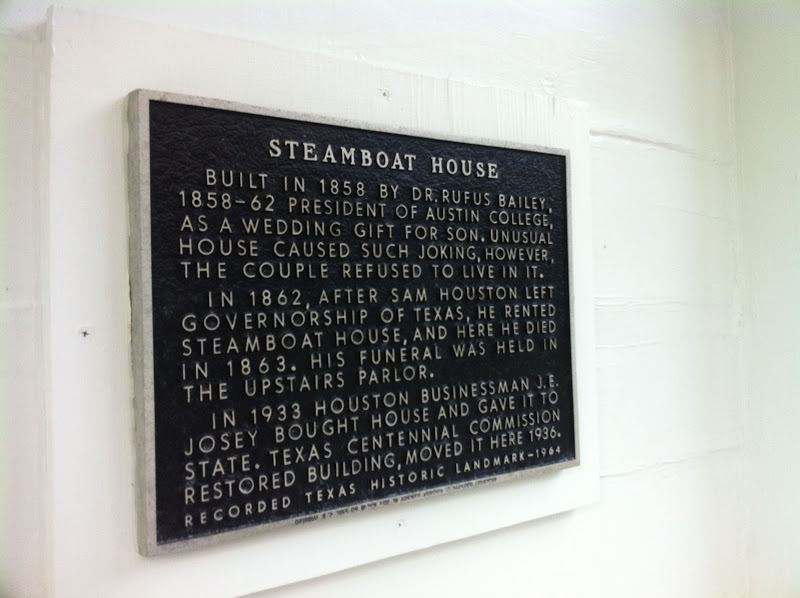 STEAMBOAT HOUSE
BUILT IN 1858 BY DR. RUFUS BAILEY,
1858-62 PRESIDENT OF AUSTIN COLLEGE,
AS A WEDDING GIFT FOR SON. UNUSUAL
HOUSE CAUSED SUCH JOKING, HOWEVER,
THE COUPLE REFUSED TO LIVE IN IT.
IN 1862, AFTER SAM HOUSTON LEFT
GOVERNORSHIP OF TEXAS, HE RENTED
STEAMBOAT HOUSE, AND HERE HE DIED
IN 1863. HIS FUNERAL WAS HELD IN
THE UPSTAIRS PARLOR.
IN 1933 HOUSTON BUSINESSMAN J.E.
JOSEY BOUGHT HOUSE AND GAVE IT TO
STATE. TEXAS CENTENNIAL COMMISSION
RESTORED BUILDING, MOVED IT HERE 1936.
RECORDED TEXAS HISTORIC LANDMARK-1964